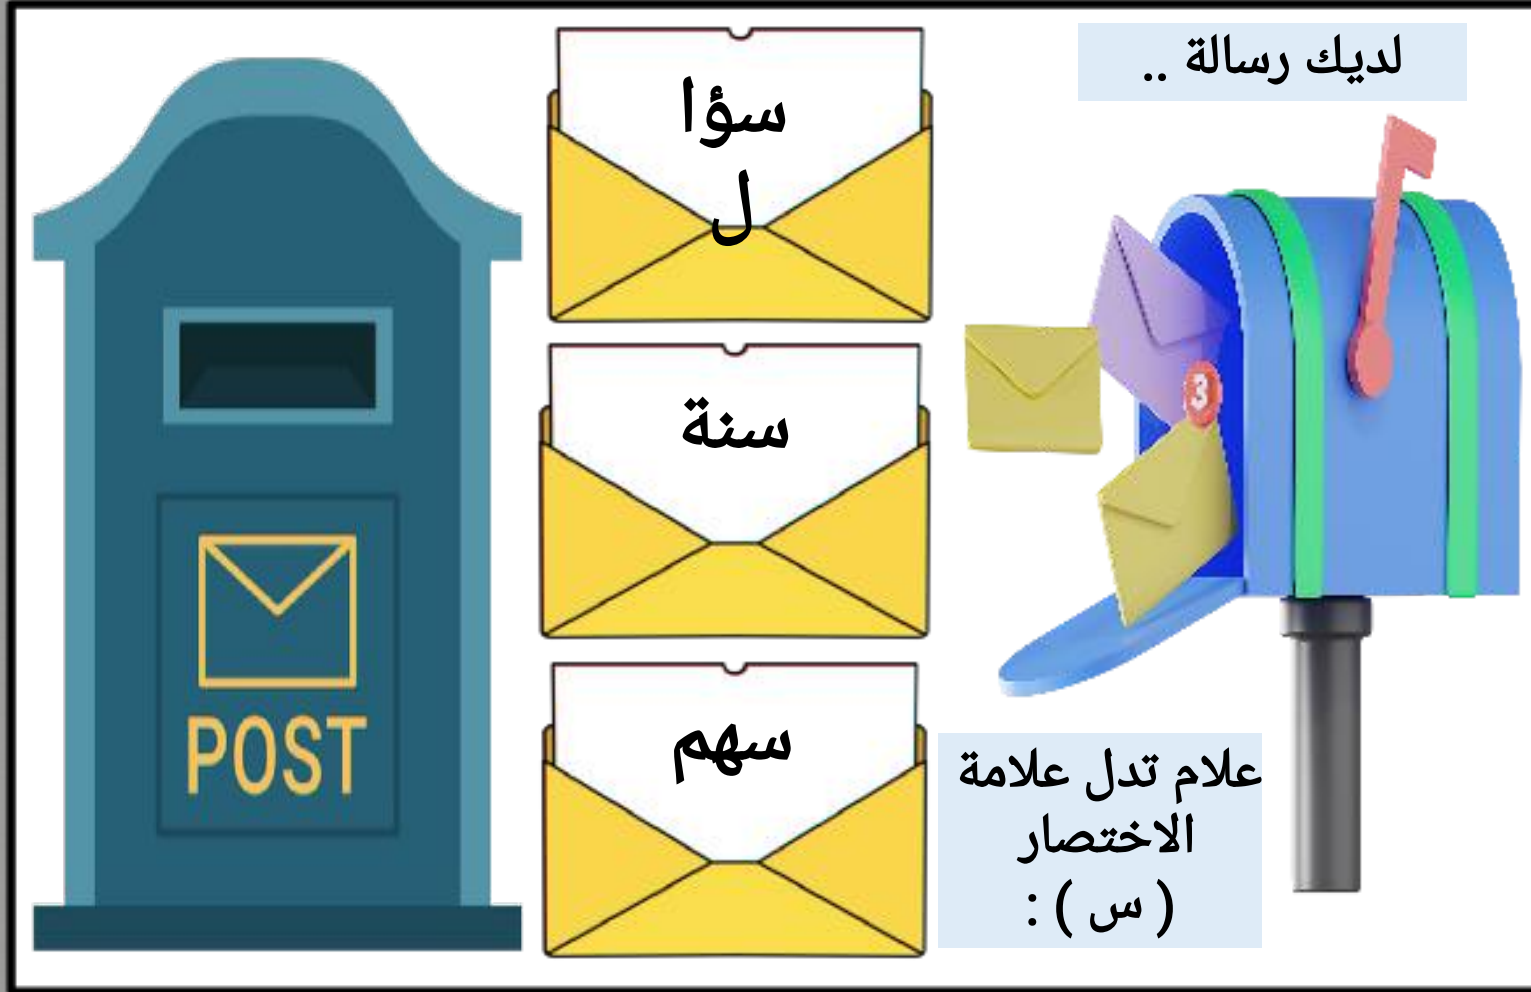 لديك رسالة ..
سؤا
ل
سنة
سهم
علام تدل علامة
الاختصار
( س ) :
3
POST